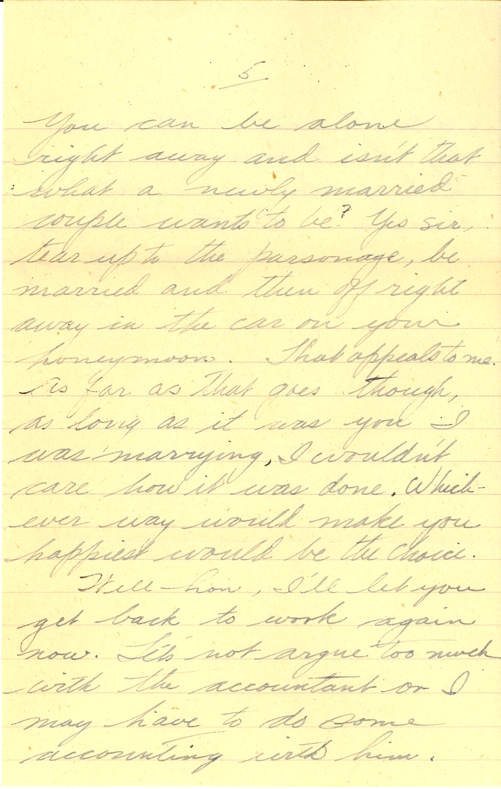 5
You can be alone
right away and isn't that
what a newly married
couple wants to be? Yes sir,
tear up to the parsonage, be
married and then off right
away in the car on your
honeymoon. That appeals to me.
As far as that goes though,
as long as it was you I
was marrying, I wouldn't
care how it was done. Which-
ever way would make you
happiest would be the choice.
Well-hon, I'll let you
get back to work again
now. Let's not argue too much
with the accountant or I
may have to do some
accounting with him.